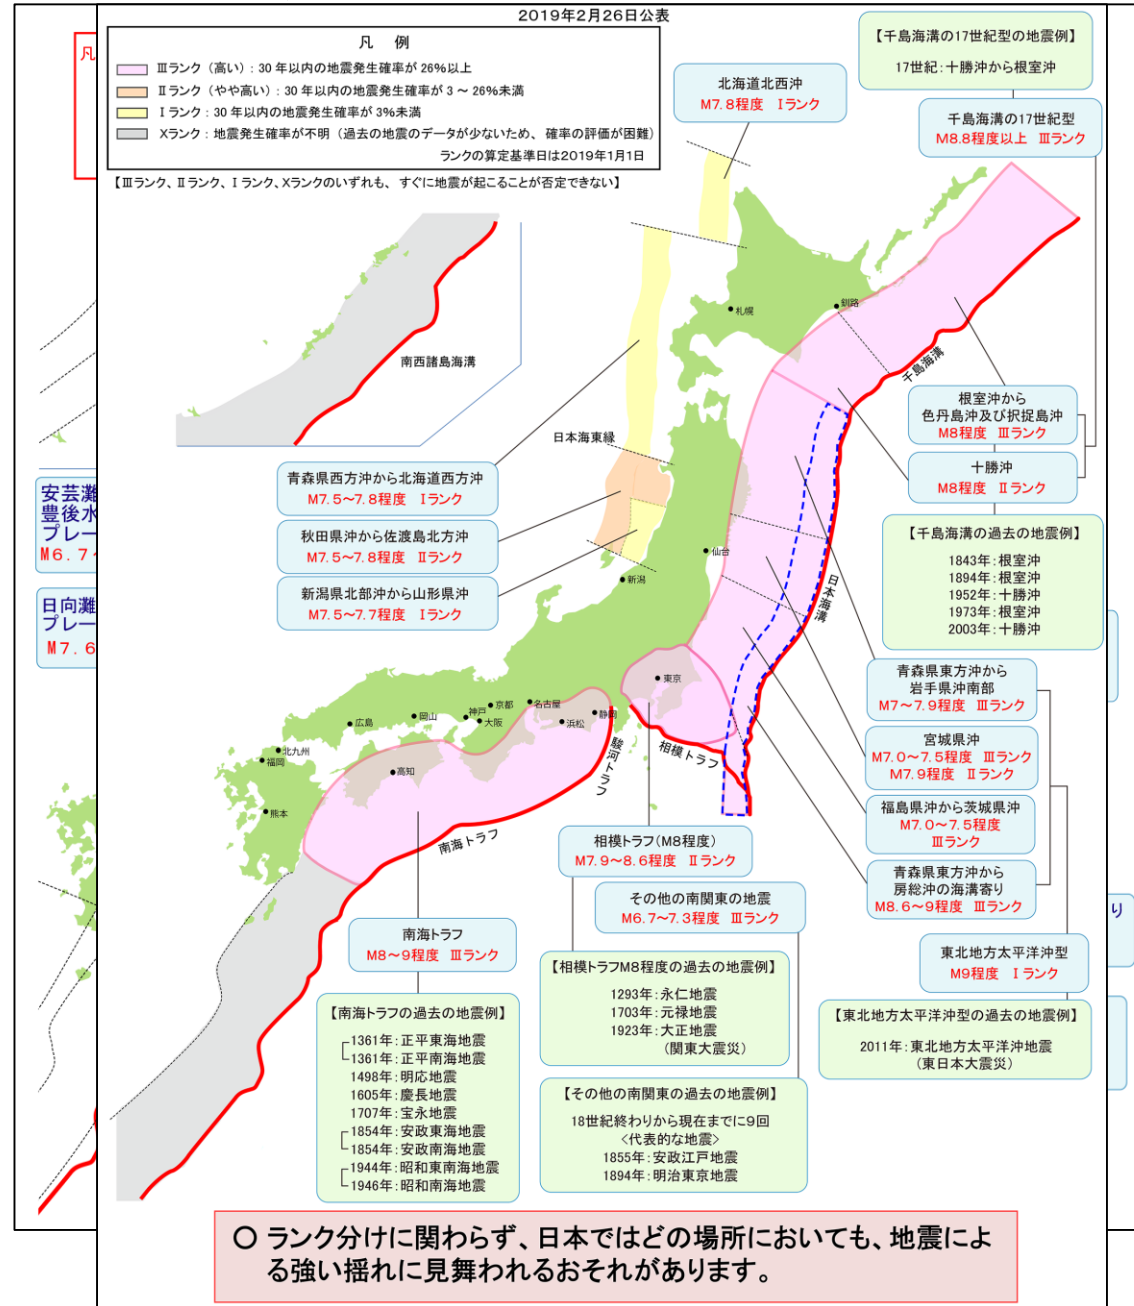 2019年2月26日公表
凡 例
Ⅲランク（高い）：30年以内の地震発生確率が26％以上
Ⅱランク（やや高い）：30年以内の地震発生確率が3～26％未満
Ⅰランク：30年以内の地震発生確率が3％未満
Xランク：地震発生確率が不明（過去の地震のデータが少ないため、確率の評価が困難）
ランクの算定基準日は2019年1月1日
【Ⅲランク、Ⅱランク、Ⅰランク、Xランクのいずれも、すぐに地震が起こることが否定できない】
凡
北海道北西沖
M7.8程度 Ⅰランク
【千島海溝の17世紀型の地震例】
17世紀：十勝沖から根室沖
千島海溝の17世紀型
M8.8程度以上 Ⅲランク
南西諸島海溝
札幌
釧路
千島海溝
日本海東縁
根室沖から
色丹島沖及び択捉島沖
M8程度 Ⅲランク
十勝沖
M8程度 Ⅱランク
青森県西方沖から北海道西方沖
M7.5～7.8程度 Ⅰランク
秋田県沖から佐渡島北方沖
M7.5～7.8程度 Ⅱランク
新潟県北部沖から山形県沖
M7.5～7.7程度 Ⅰランク
安芸灘
豊後水
プレー
M6.7～
日向灘
プレー
M7.6
仙台
新潟
日本海溝
【千島海溝の過去の地震例】
1843年：根室沖
1894年：根室沖
1952年：十勝沖
1973年：根室沖
2003年：十勝沖
青森県東方沖から
岩手県沖南部
M7～7.9程度 Ⅲランク
宮城県沖
M7.0～7.5程度 Ⅲランク
M7.9程度 Ⅱランク
福島県沖から茨城県沖
M7.0～7.5程度
Ⅲランク
青森県東方沖から
房総沖の海溝寄り
M8.6～9程度 Ⅲランク
東京
名古屋
京都
神戸
大阪
岡山
広島
静岡
浜松
北九州
福岡
高知
熊本
駿河トラフ
相模トラフ
南海トラフ
相模トラフ（M8程度）
M7.9～8.6程度 Ⅱランク
その他の南関東の地震
M6.7～7.3程度 Ⅲランク
南海トラフ
M8～9程度 Ⅲランク
東北地方太平洋沖型
M9程度 Ⅰランク
り
【南海トラフの過去の地震例】
1361年：正平東海地震
1361年：正平南海地震
1498年：明応地震
1605年：慶長地震
1707年：宝永地震
1854年：安政東海地震
1854年：安政南海地震
1944年：昭和東南海地震
1946年：昭和南海地震
【相模トラフM8程度の過去の地震例】
1293年：永仁地震
1703年：元禄地震
1923年：大正地震
（関東大震災）
【東北地方太平洋沖型の過去の地震例】
2011年：東北地方太平洋沖地震
（東日本大震災）
【その他の南関東の過去の地震例】
18世紀終わりから現在までに9回
＜代表的な地震＞
1855年：安政江戸地震
1894年：明治東京地震
○ ランク分けに関わらず、日本ではどの場所においても、地震によ
る強い揺れに見舞われるおそれがあります。